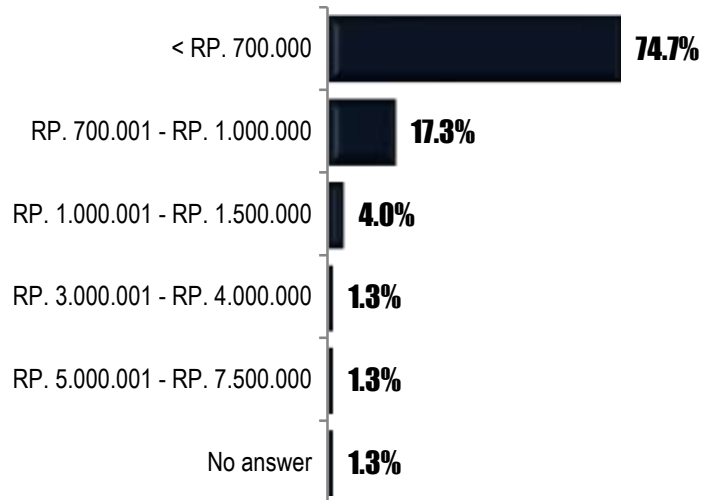 < RP. 700.000 74.7%
RP. 700.001 - RP. 1.000.000 17.3%
RP. 1.000.001 - RP. 1.500.000 4.0%
RP. 3.000.001 - RP. 4.000.000 1.3%
RP. 5.000.001 - RP. 7.500.000 1.3%
No answer 1.3%